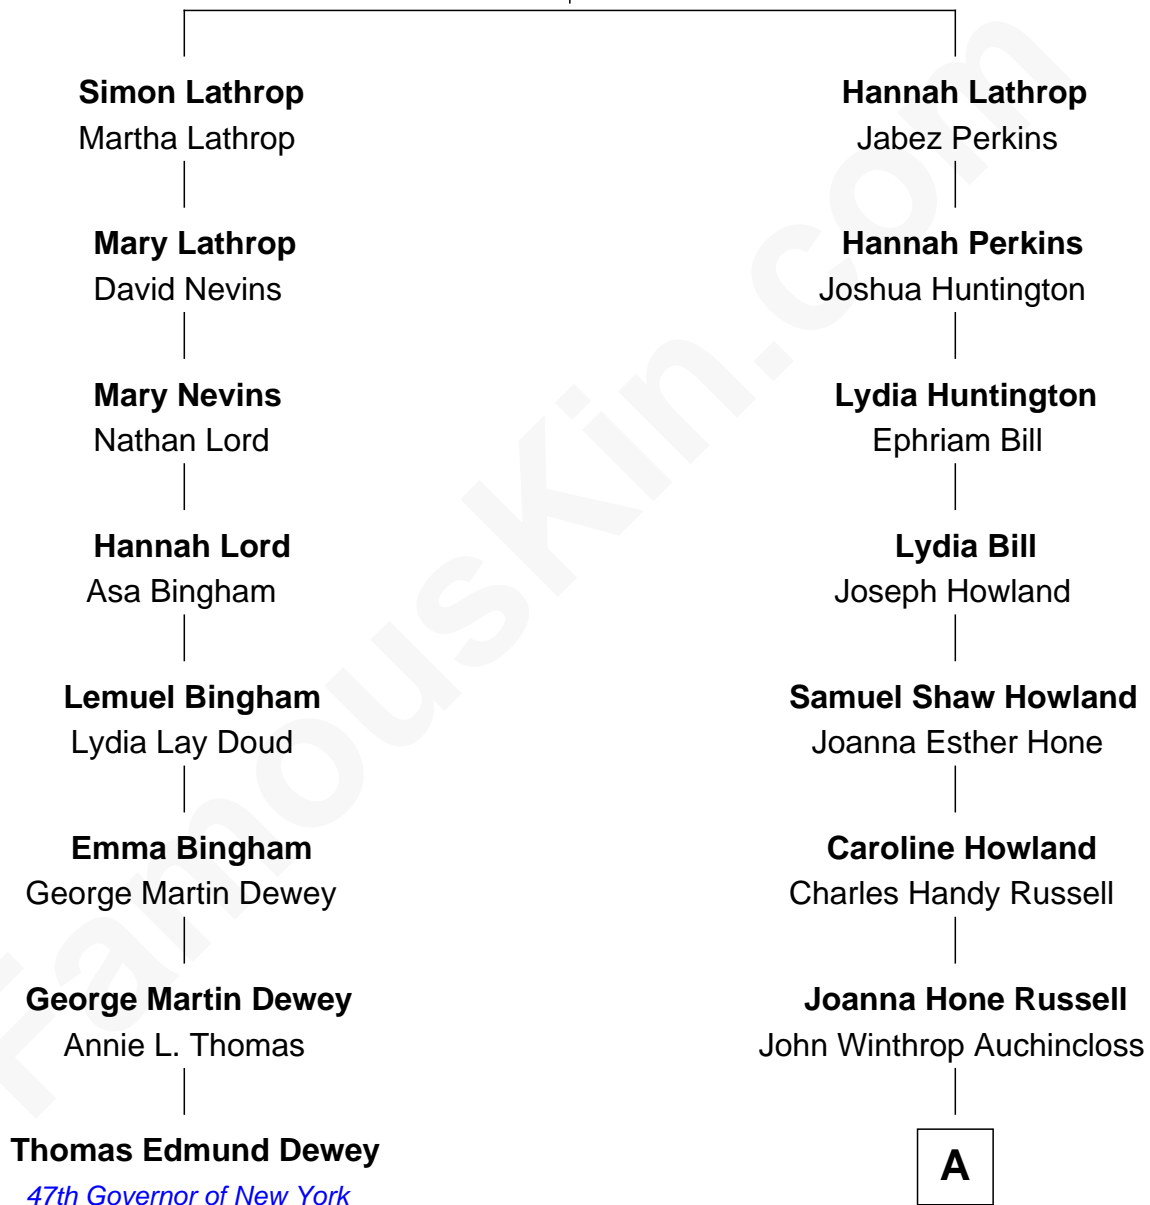 Simon Lathrop
Martha Lathrop
Hannah Lathrop
Jabez Perkins
Mary Lathrop
David Nevins
Hannah Perkins
Joshua Huntington
Mary Nevins
Nathan Lord
Lydia Huntington
Ephriam Bill
Hannah Lord
Asa Bingham
Lydia Bill
Joseph Howland
Lemuel Bingham
Lydia Lay Doud
Samuel Shaw Howland
Joanna Esther Hone
Emma Bingham
George Martin Dewey
Caroline Howland
Charles Handy Russell
George Martin Dewey
Annie L. Thomas
Joanna Hone Russell
John Winthrop Auchincloss
Thomas Edmund Dewey
47th Governor of New York
A
FamousKin.com